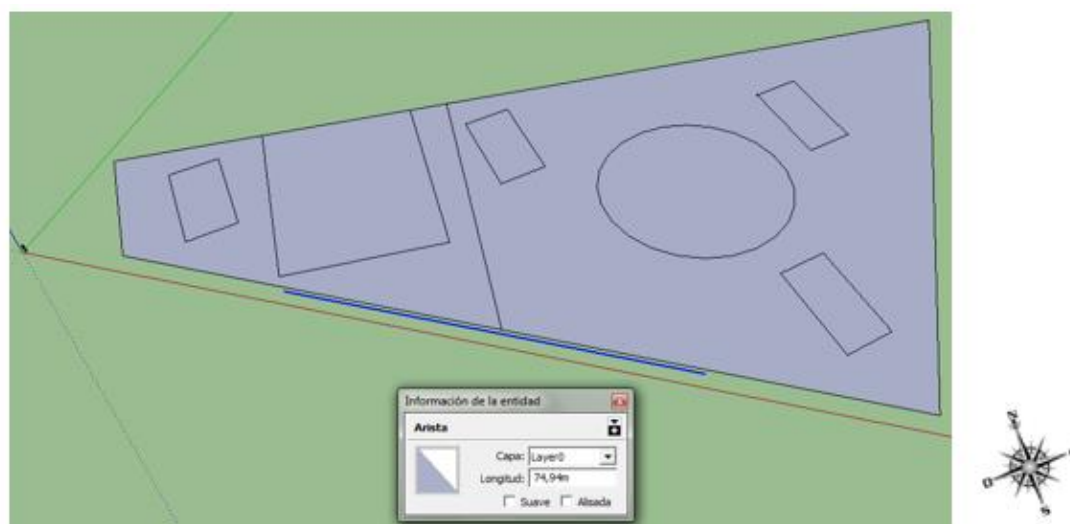 Información de la entidad
Arista
Capa: Layer0
Longitud: 74,94m
Suave Alisada
N
O
S